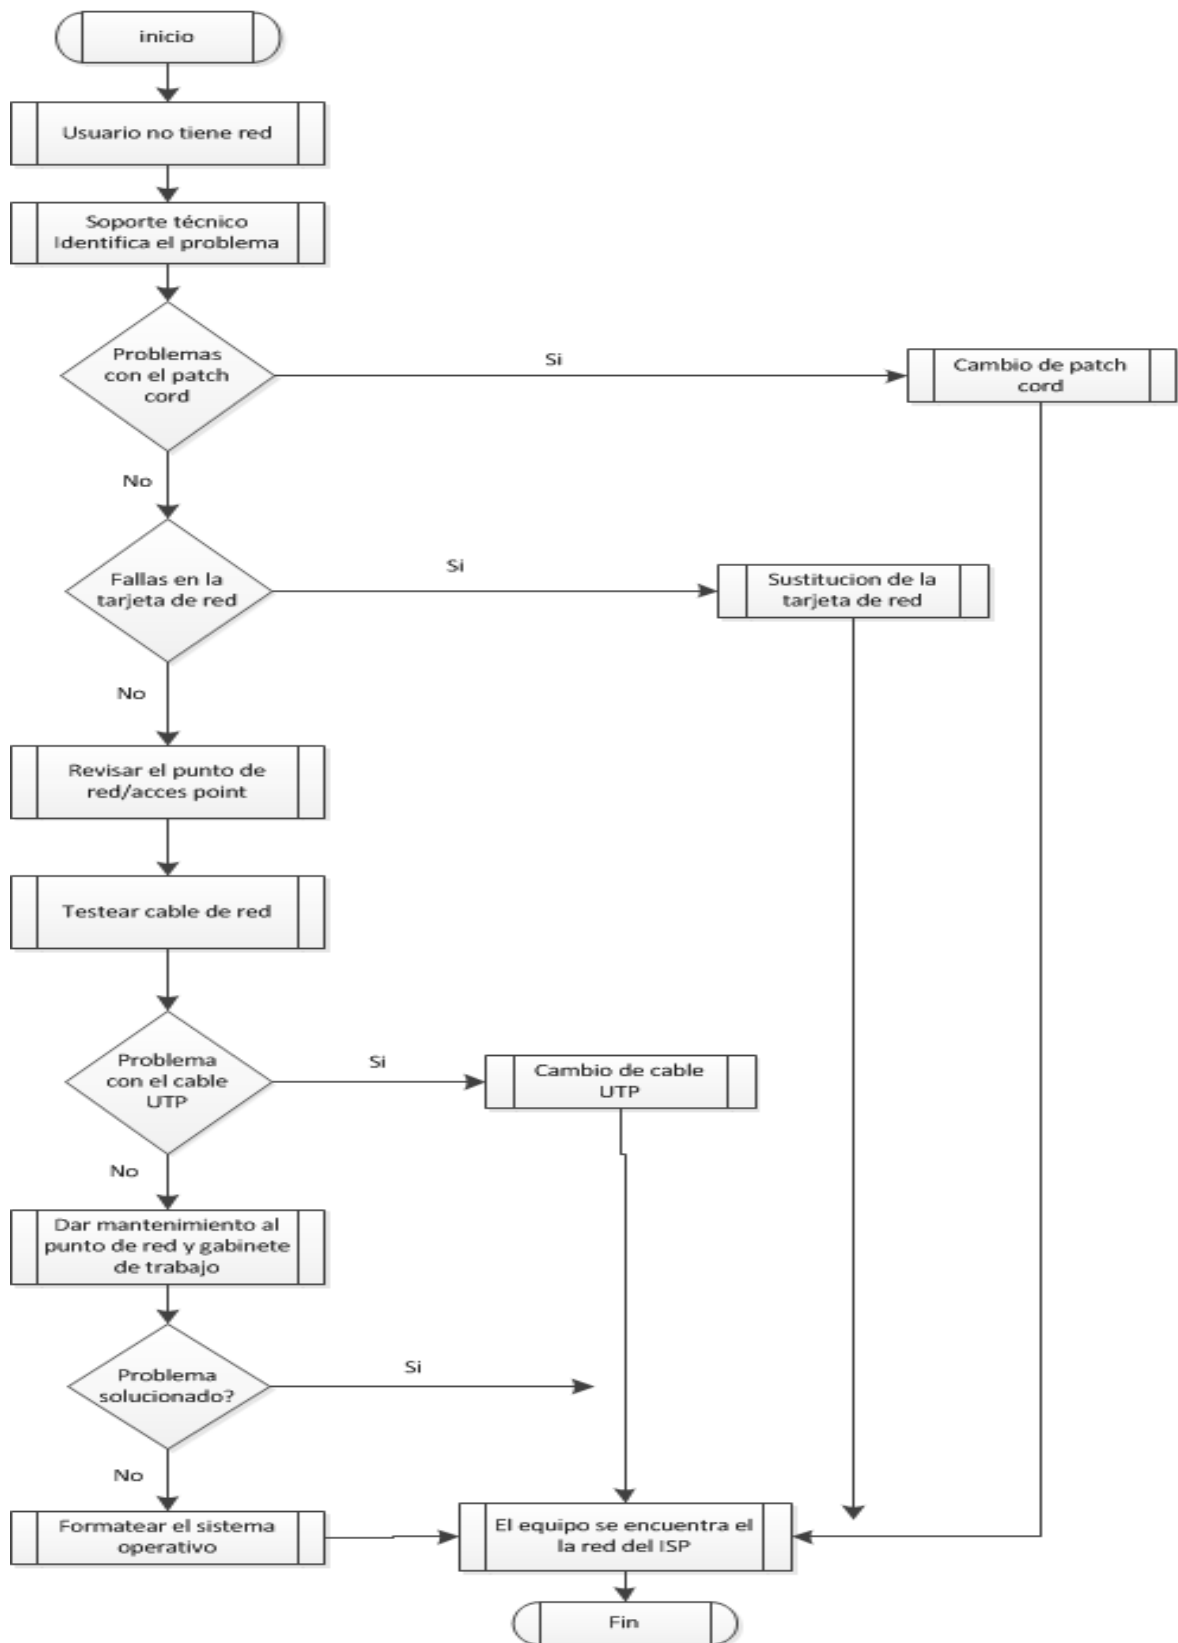 inicio
Usuario no tiene red
Soporte técnico
Identifica el problema
Problemas
con el patch
cord
Si
Cambio de patch
cord
No
Fallas en la
tarjeta de red
Si
Sustitucion de la
tarjeta de red
No
Revisar el punto de
red/acces point
Testear cable de red
Problema
con el cable
UTP
Si
Cambio de cable
UTP
No
Dar mantenimiento al
punto de red y gabinete
de trabajo
Problema
solucionado?
Si
No
Formatear el sistema
operativo
El equipo se encuentra el
la red del ISP
Fin